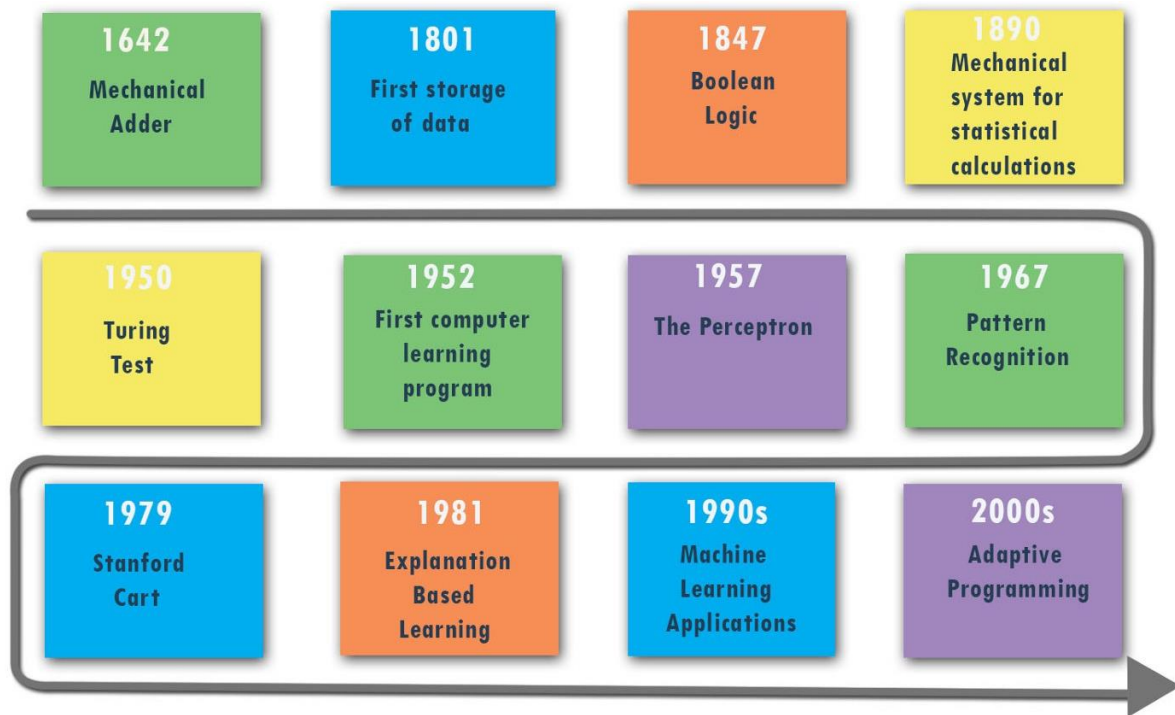 1642
Mechanical
Adder
1801
First storage
of data
1847
Boolean
Logic
1890
Mechanical
system for
statistical
calculations
1950
Turing
Test
1952
First computer
learning
program
1957
The Perceptron
1967
Pattern
Recognition
1979
Stanford
Cart
1981
Explanation
Based
Learning
1990s
Machine
Learning
Applications
2000s
Adaptive
Programming